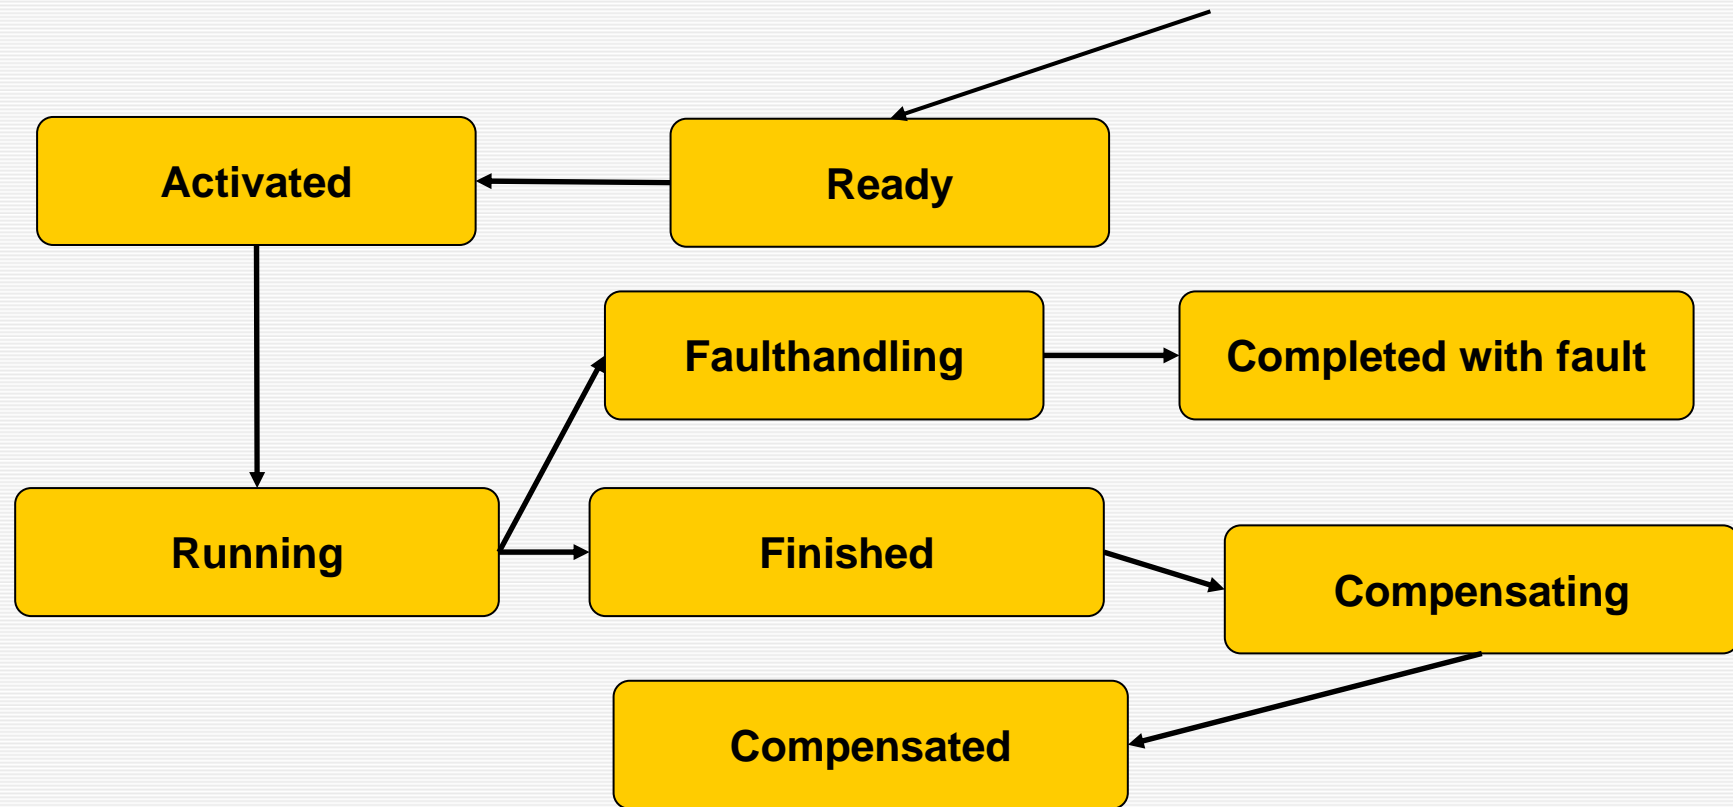 Activated
Ready
Faulthandling
Completed with fault
Running
Finished
Compensating
Compensated